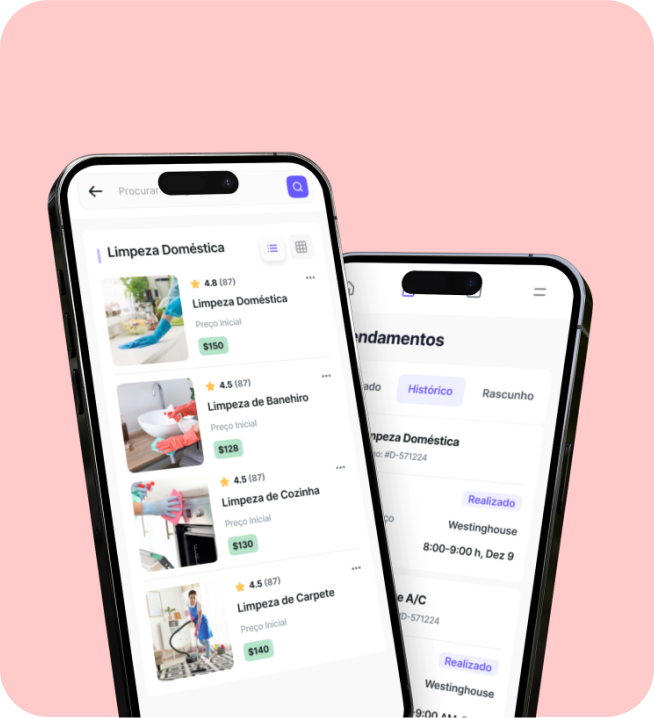 Procurar
Limpeza Doméstica
4.8 (87)
Limpeza Doméstica
Preço Inicial
$150
4.5 (87)
Limpeza de Banehiro
Preço Inicial
$128
4.5 (87)
Limpeza de Cozinha
Preço Inicial
$130
4.5 (87)
Limpeza de Carpete
Preço Inicial
$140
endamentos
ado Histórico Rascunho
mpeza Doméstica
o: #D-571224
Realizado
ço Westinghouse
8:00-9:00 h, Dez 9
e A/C
D-571224
Realizado
Westinghouse
9:00 AM,